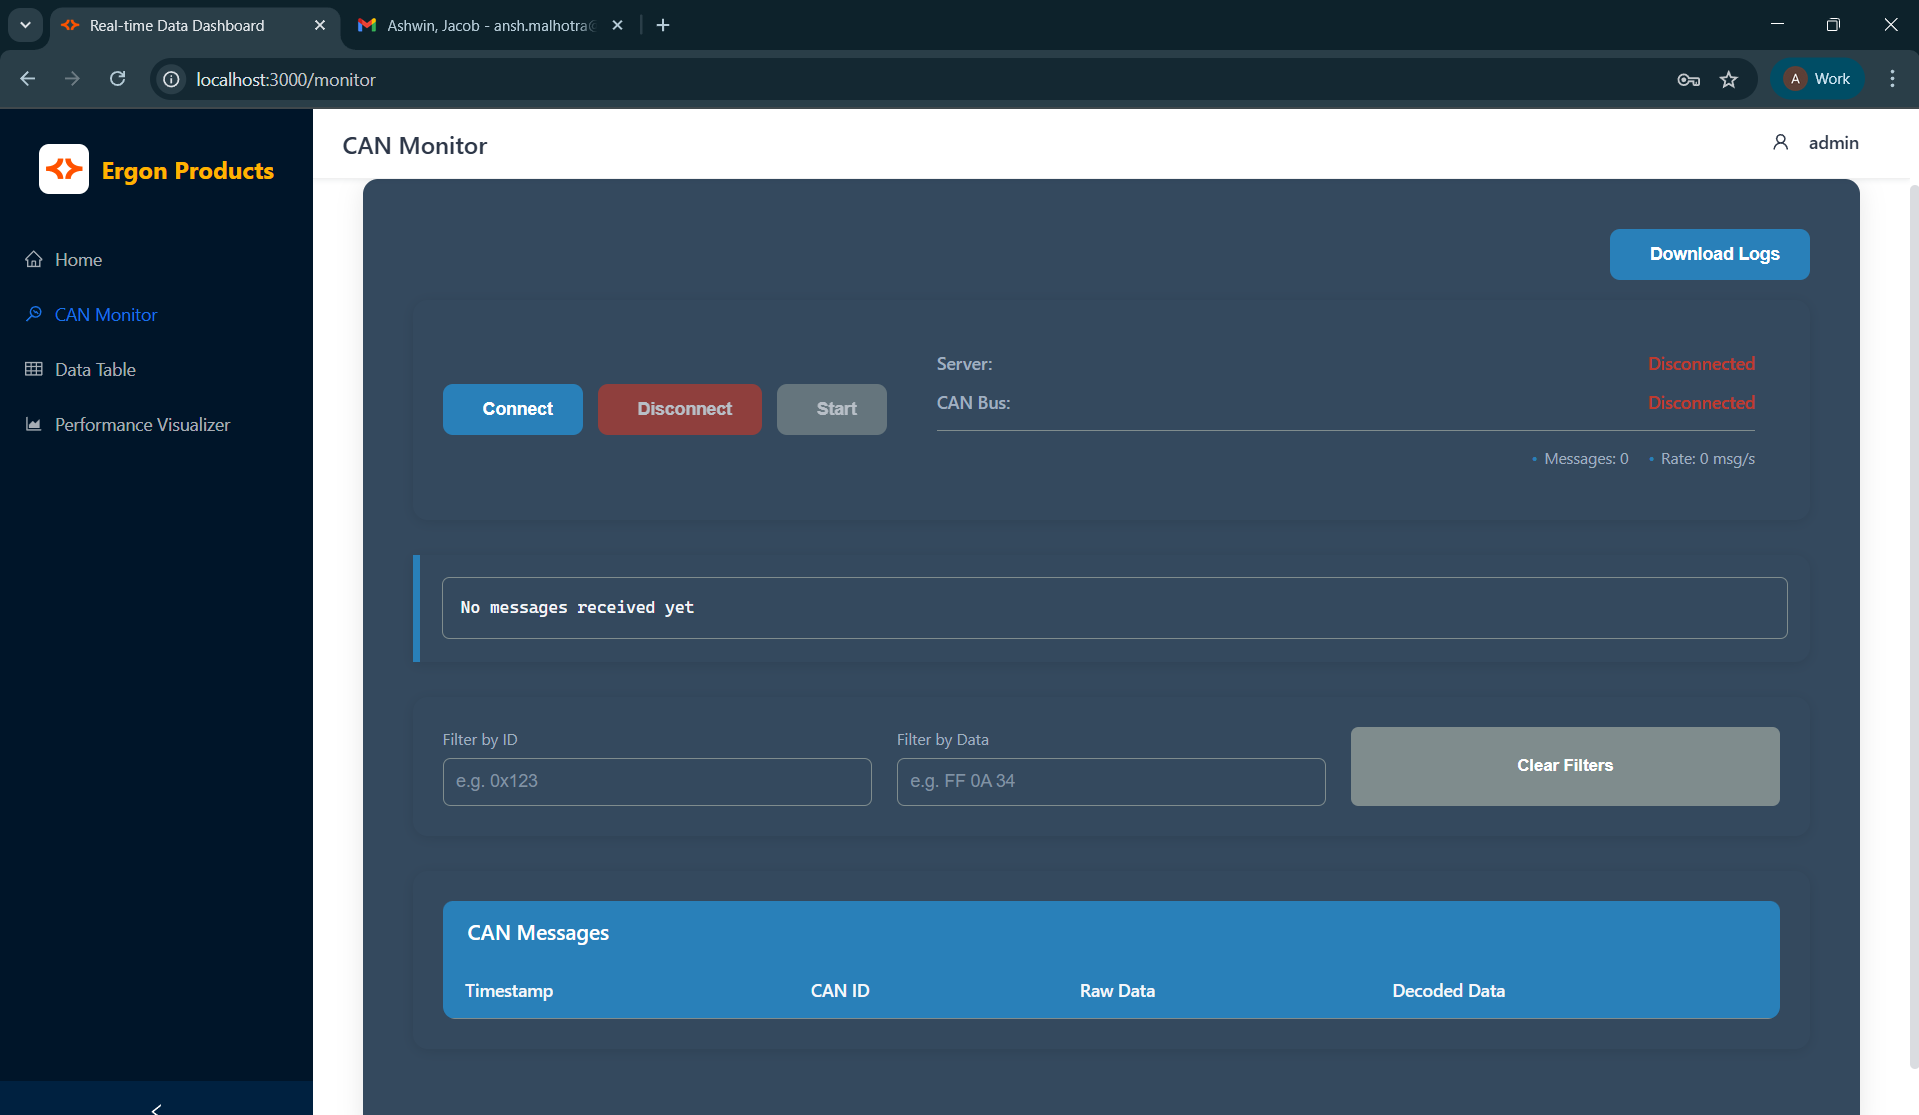 Real-time Data Dashboard
Ashwin, Jacob - ansh.malhotra
localhost:3000/monitor
A Work
Ergon Products
CAN Monitor
admin
Home
CAN Monitor
Data Table
Performance Visualizer
Download Logs
Connect
Disconnect
Start
Server: Disconnected
CAN Bus: Disconnected
• Messages: 0 • Rate: 0 msg/s
No messages received yet
Filter by ID
e.g. 0x123
Filter by Data
e.g. FF 0A 34
Clear Filters
CAN Messages
Timestamp CAN ID Raw Data Decoded Data